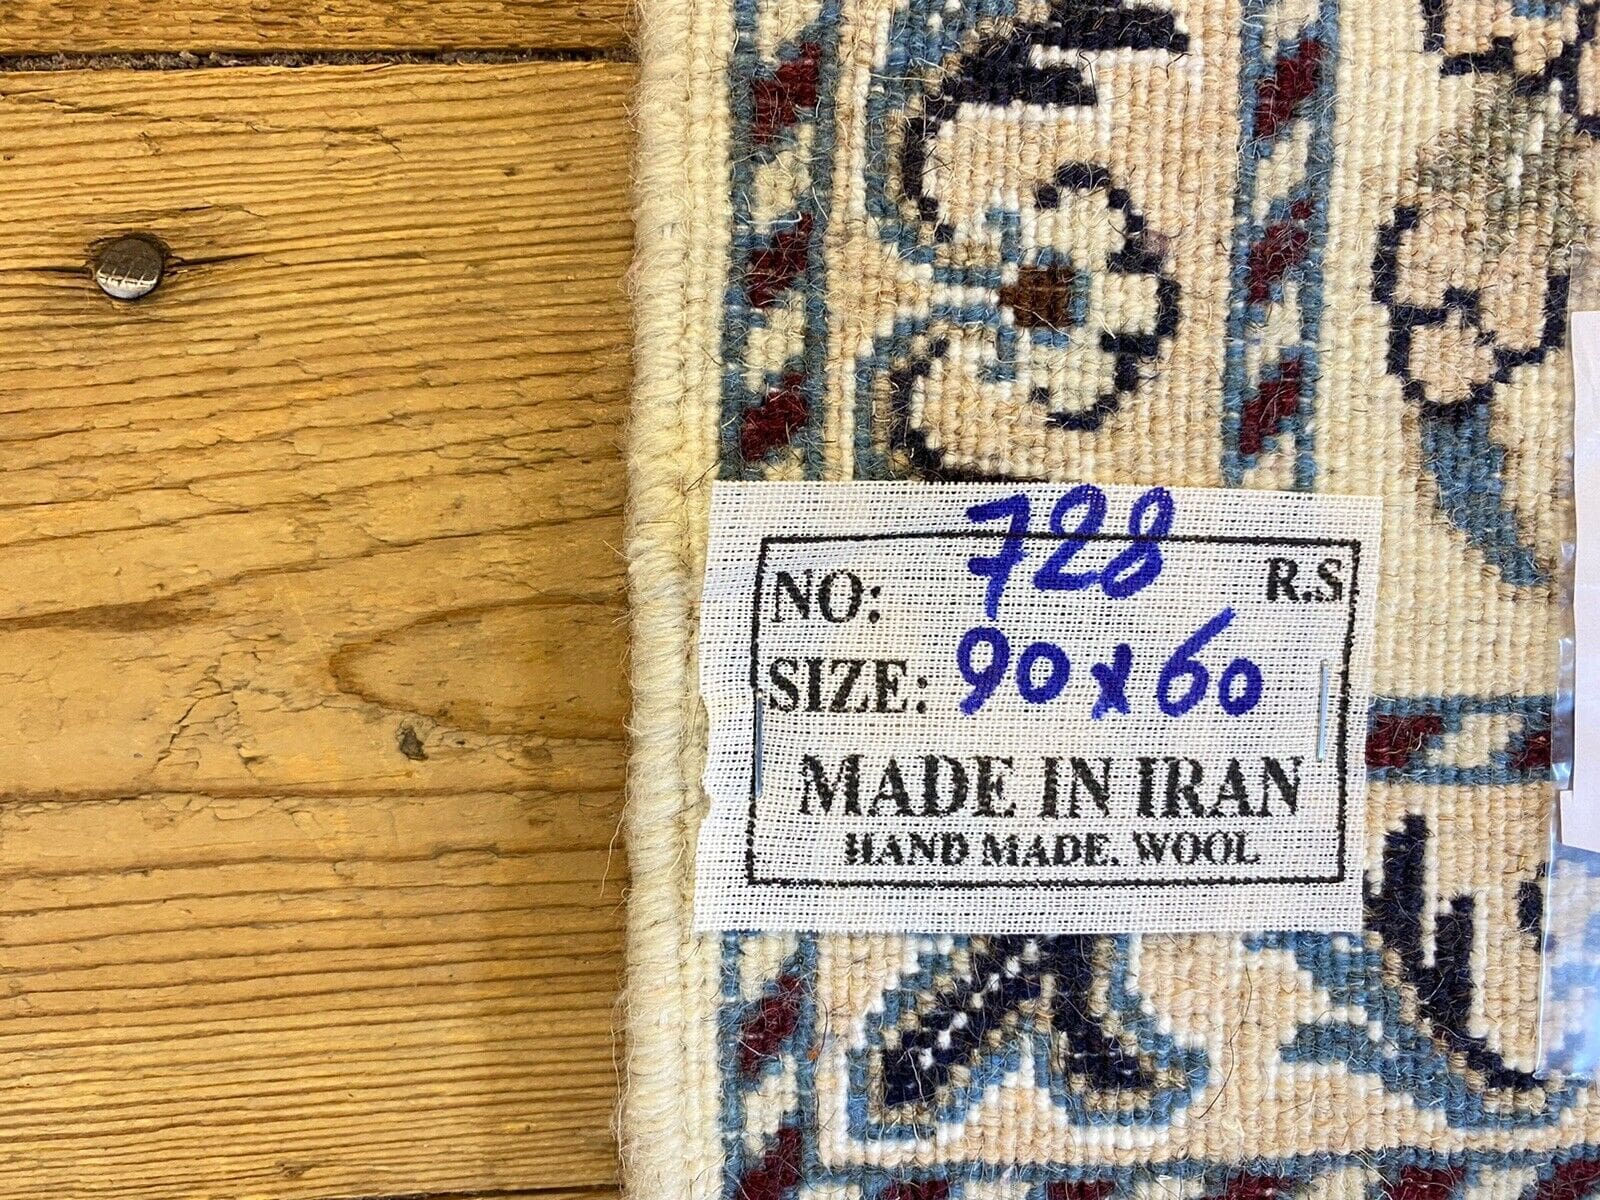 NO: 728 R.S
SIZE: 90x60
MADE IN IRAN
HAND MADE. WOOL